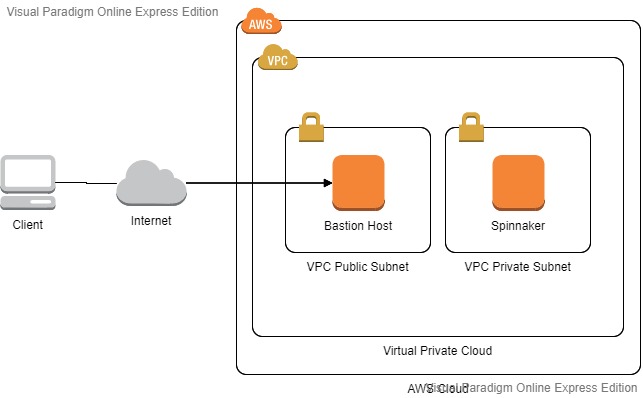 Visual Paradigm Online Express Edition
AWS
VPC
Client
Internet
Bastion Host
Spinnaker
VPC Public Subnet
VPC Private Subnet
Virtual Private Cloud
AWS Cloud
Visual Paradigm Online Express Edition